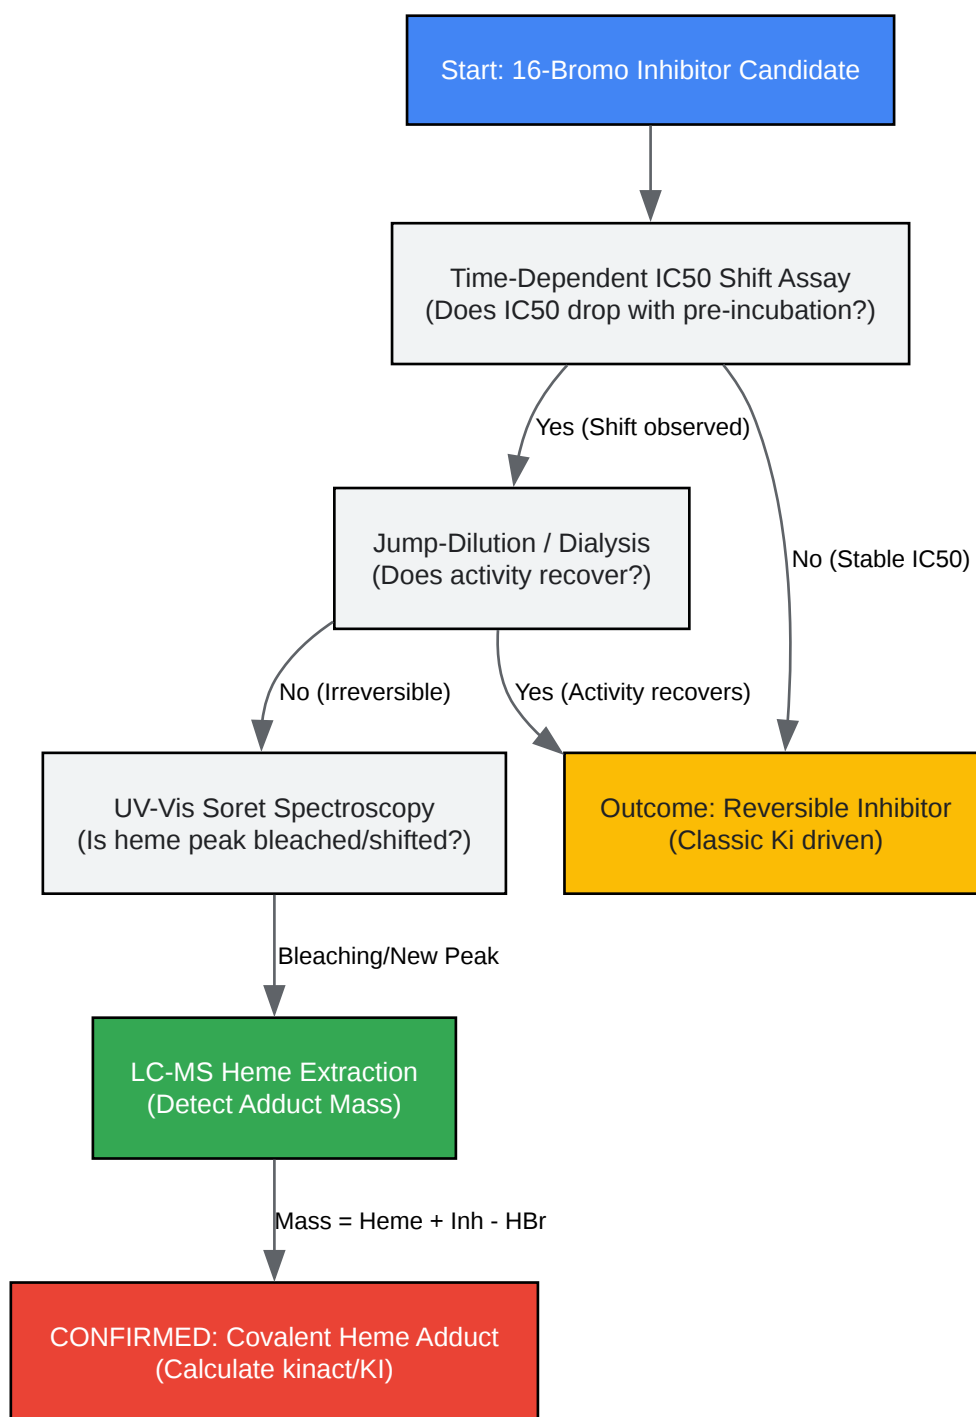 Start: 16-Bromo Inhibitor Candidate
Time-Dependent IC50 Shift Assay
(Does IC50 drop with pre-incubation?)
Yes (Shift observed)
Jump-Dilution / Dialysis
(Does activity recover?)
No (Stable IC50)
No (Irreversible)
Yes (Activity recovers)
UV-Vis Soret Spectroscopy
(Is heme peak bleached/shifted?)
Outcome: Reversible Inhibitor
(Classic Ki driven)
Bleaching/New Peak
LC-MS Heme Extraction
(Detect Adduct Mass)
Mass = Heme + Inh - HBr
CONFIRMED: Covalent Heme Adduct
(Calculate kinact/KI)